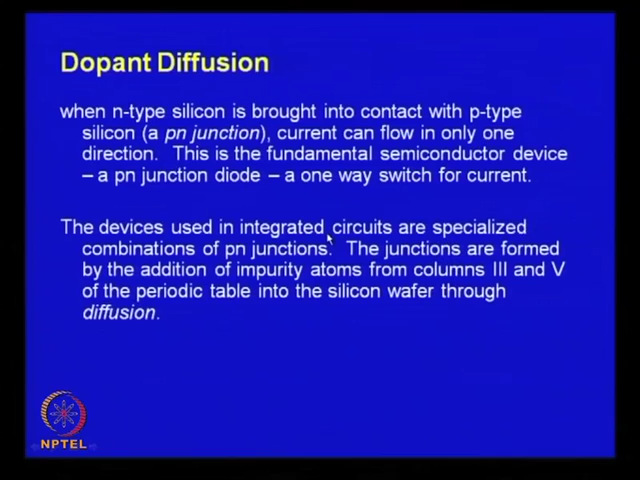 Dopant Diffusion
when n-type silicon is brought into contact with p-type
silicon (a pn junction), current can flow in only one
direction. This is the fundamental semiconductor device
– a pn junction diode – a one way switch for current.
The devices used in integrated circuits are specialized
combinations of pn junctions. The junctions are formed
by the addition of impurity atoms from columns III and V
of the periodic table into the silicon wafer through
diffusion.
NPTEL